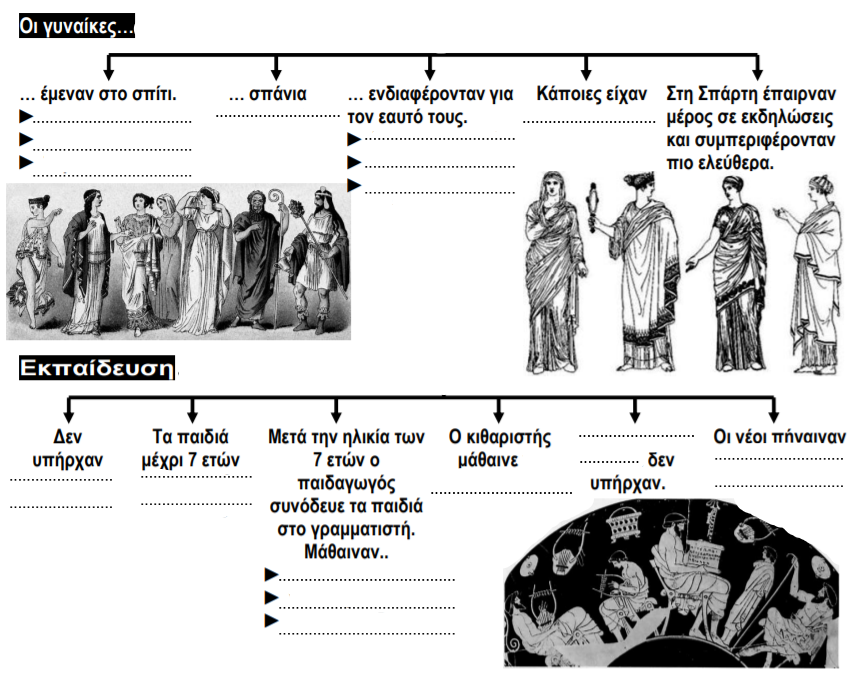 Οι γυναίκες...
... έμεναν στο σπίτι.
►
►
►
... σπάνια
... ενδιαφέρονταν για
τον εαυτό τους.
►
►
►
Κάποιες είχαν
Στη Σπάρτη έπαιρναν
μέρος σε εκδηλώσεις
και συμπεριφέρονταν
πιο ελεύθερα.
Εκπαίδευση
Δεν
υπήρχαν
Τα παιδιά
μέχρι 7 ετών
Μετά την ηλικία των
7 ετών ο
παιδαγωγός
συνόδευε τα παιδιά
στο γραμματιστή.
Μάθαιναν..
►
►
►
Ο κιθαριστής
μάθαινε
δεν
υπήρχαν.
Οι νέοι πήναιναν